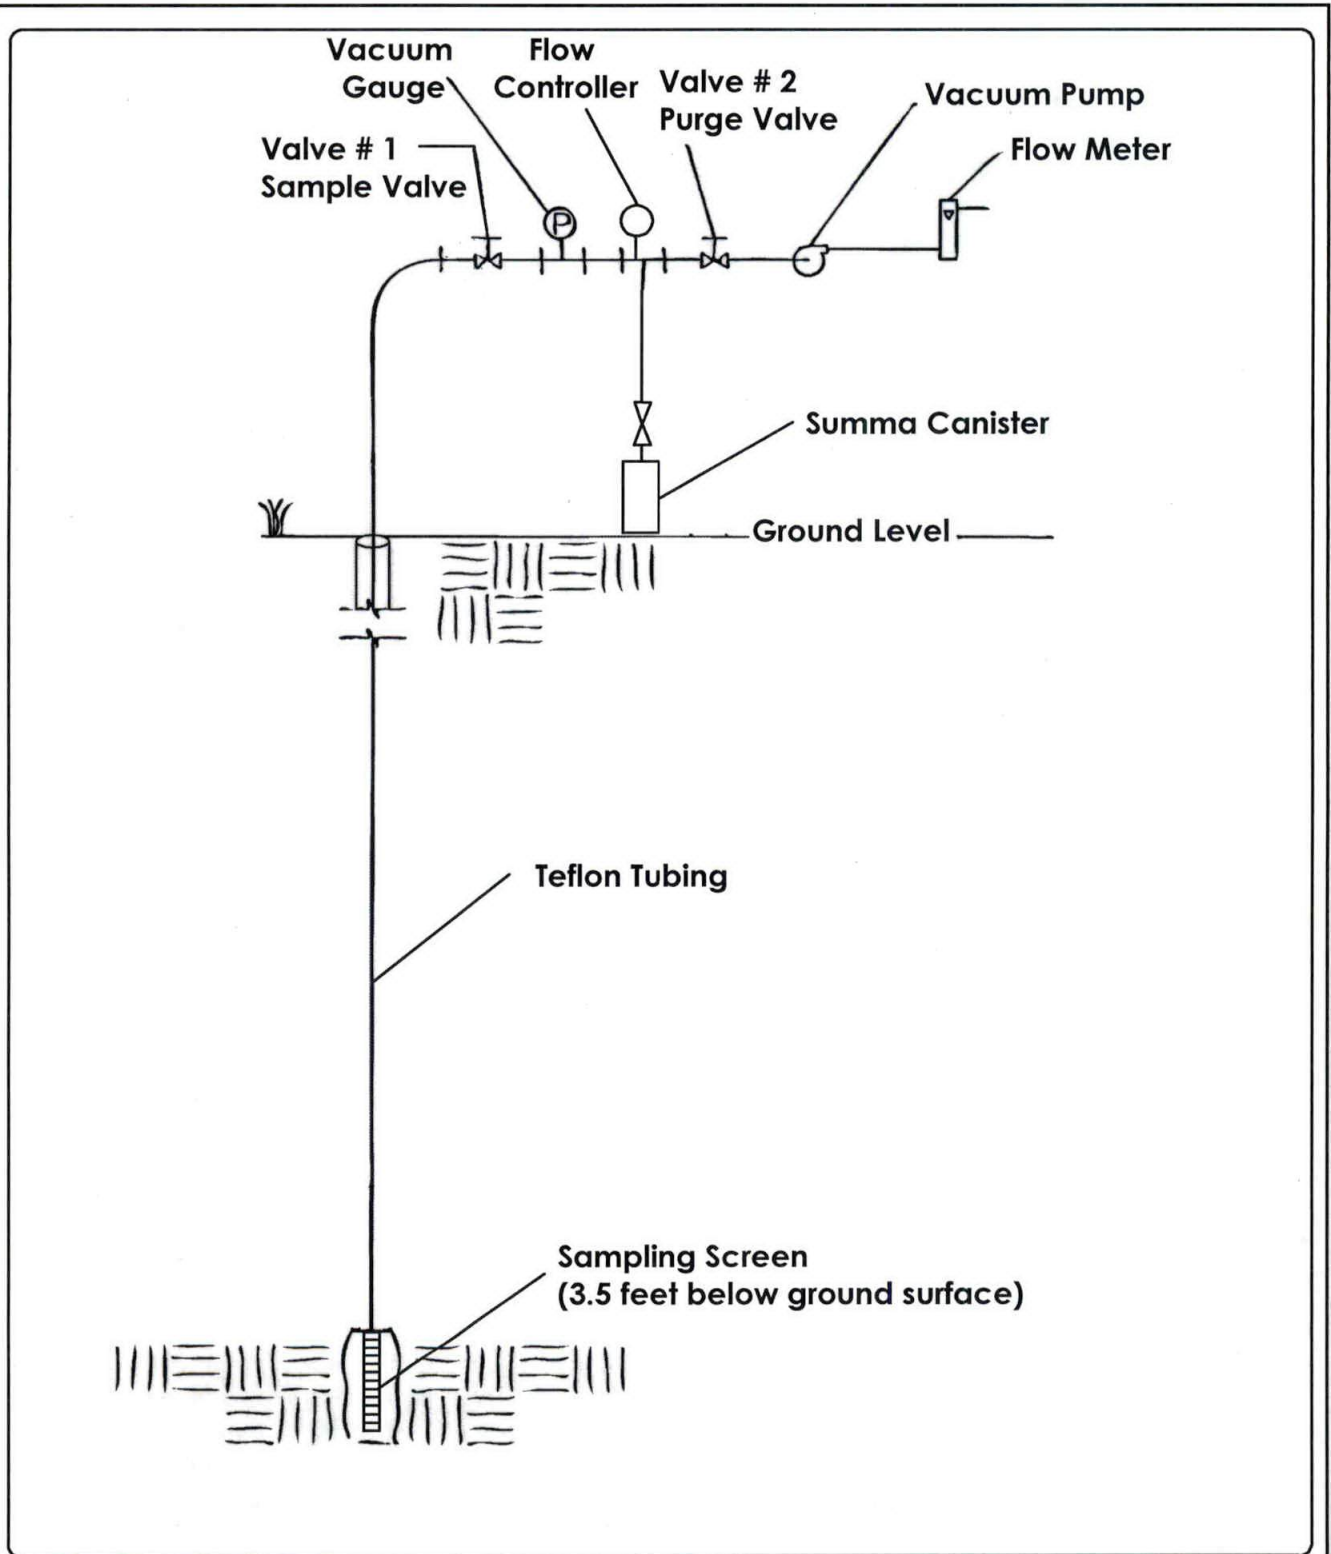 Vacuum
Gauge
Flow
Controller
Valve # 2
Purge Valve
Vacuum Pump
Flow Meter
Valve # 1
Sample Valve
P
Summa Canister
Ground Level
Teflon Tubing
Sampling Screen
(3.5 feet below ground surface)